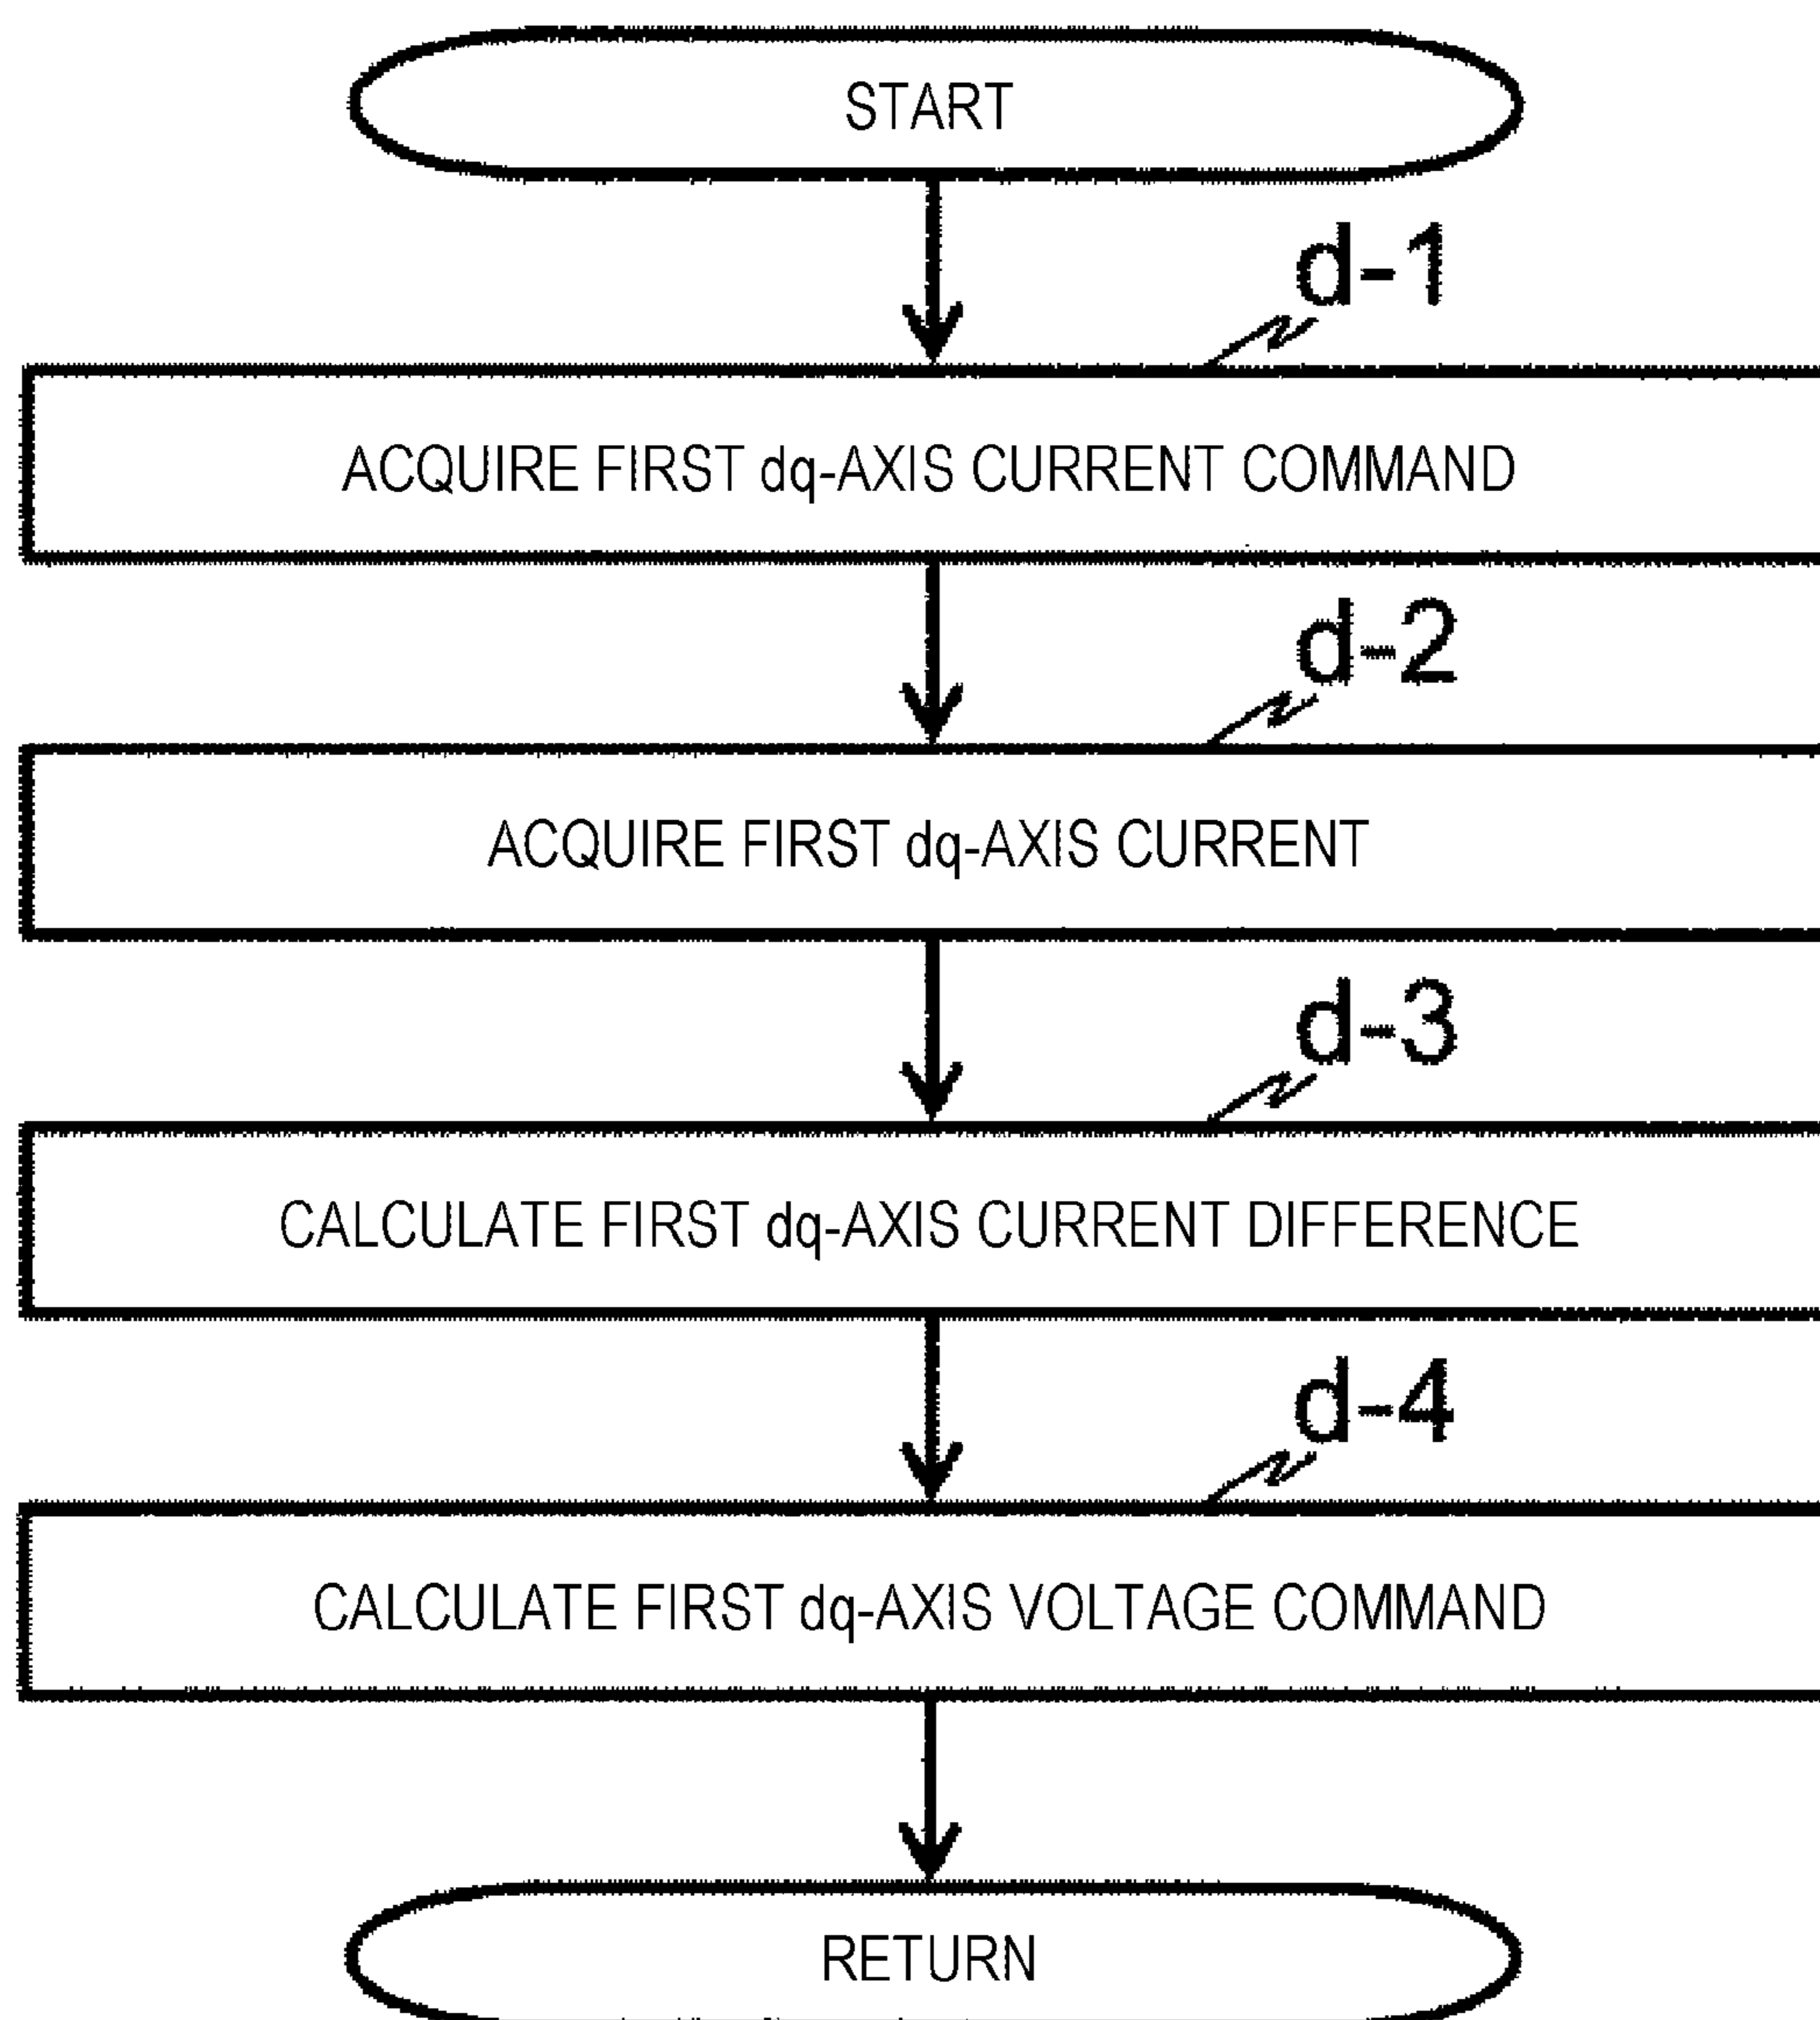 START
d-1
ACQUIRE FIRST dq-AXIS CURRENT COMMAND
d-2
ACQUIRE FIRST dq-AXIS CURRENT
d-3
CALCULATE FIRST dq-AXIS CURRENT DIFFERENCE
d-4
CALCULATE FIRST dq-AXIS VOLTAGE COMMAND
RETURN